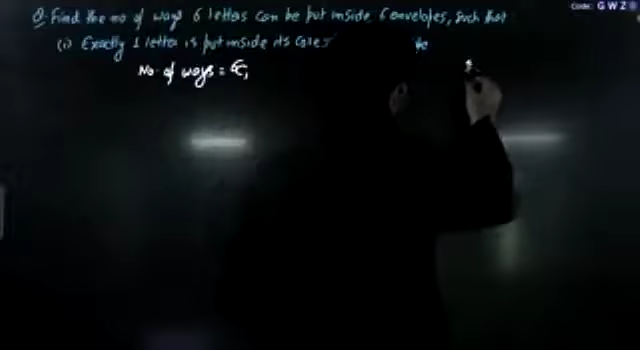 Code: G W Z
Q. Find the no of ways 6 letters can be put inside 6 envelopes, such that
(i) Exactly 1 letter is put inside its
No of ways = ⁶C₁